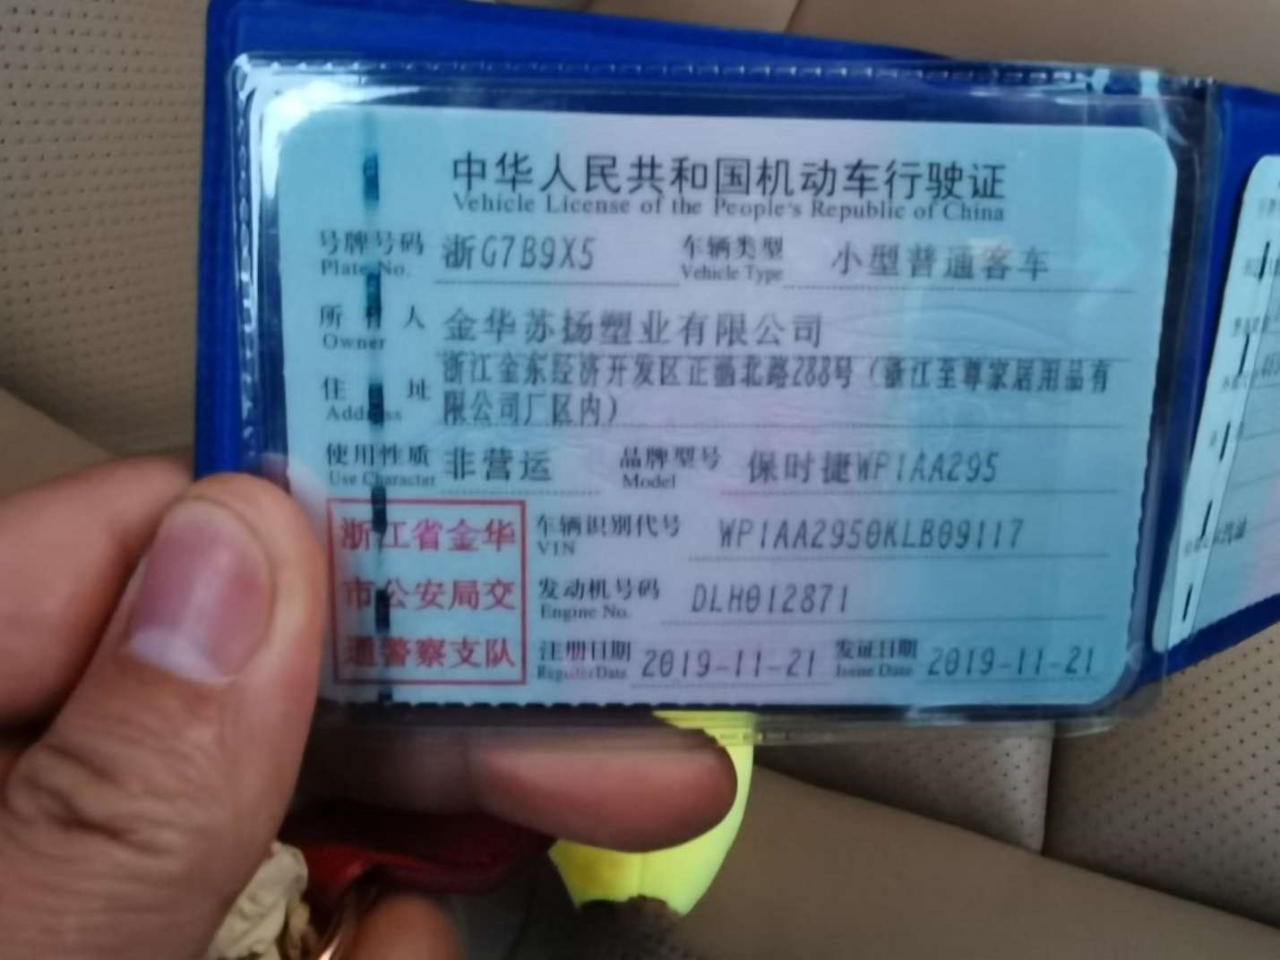 中华人民共和国机动车行驶证
Vehicle License of the People's Republic of China
号牌号码 浙G7B9X5 车辆类型 小型普通客车
Plate No. Vehicle Type
所有人 金华苏扬塑业有限公司
Owner
住址 浙江金东经济开发区正涵北路288号（浙江至尊家居用品有
Address 限公司厂区内）
使用性质 非营运 品牌型号 保时捷WP1AA295
Use Character Model
浙江省金华 车辆识别代号 WP1AA2950KLB09117
VIN
市公安局交 发动机号码 DLH012871
Engine No.
通警察支队 注册日期 2019-11-21 发证日期 2019-11-21
Register Date Issue Date